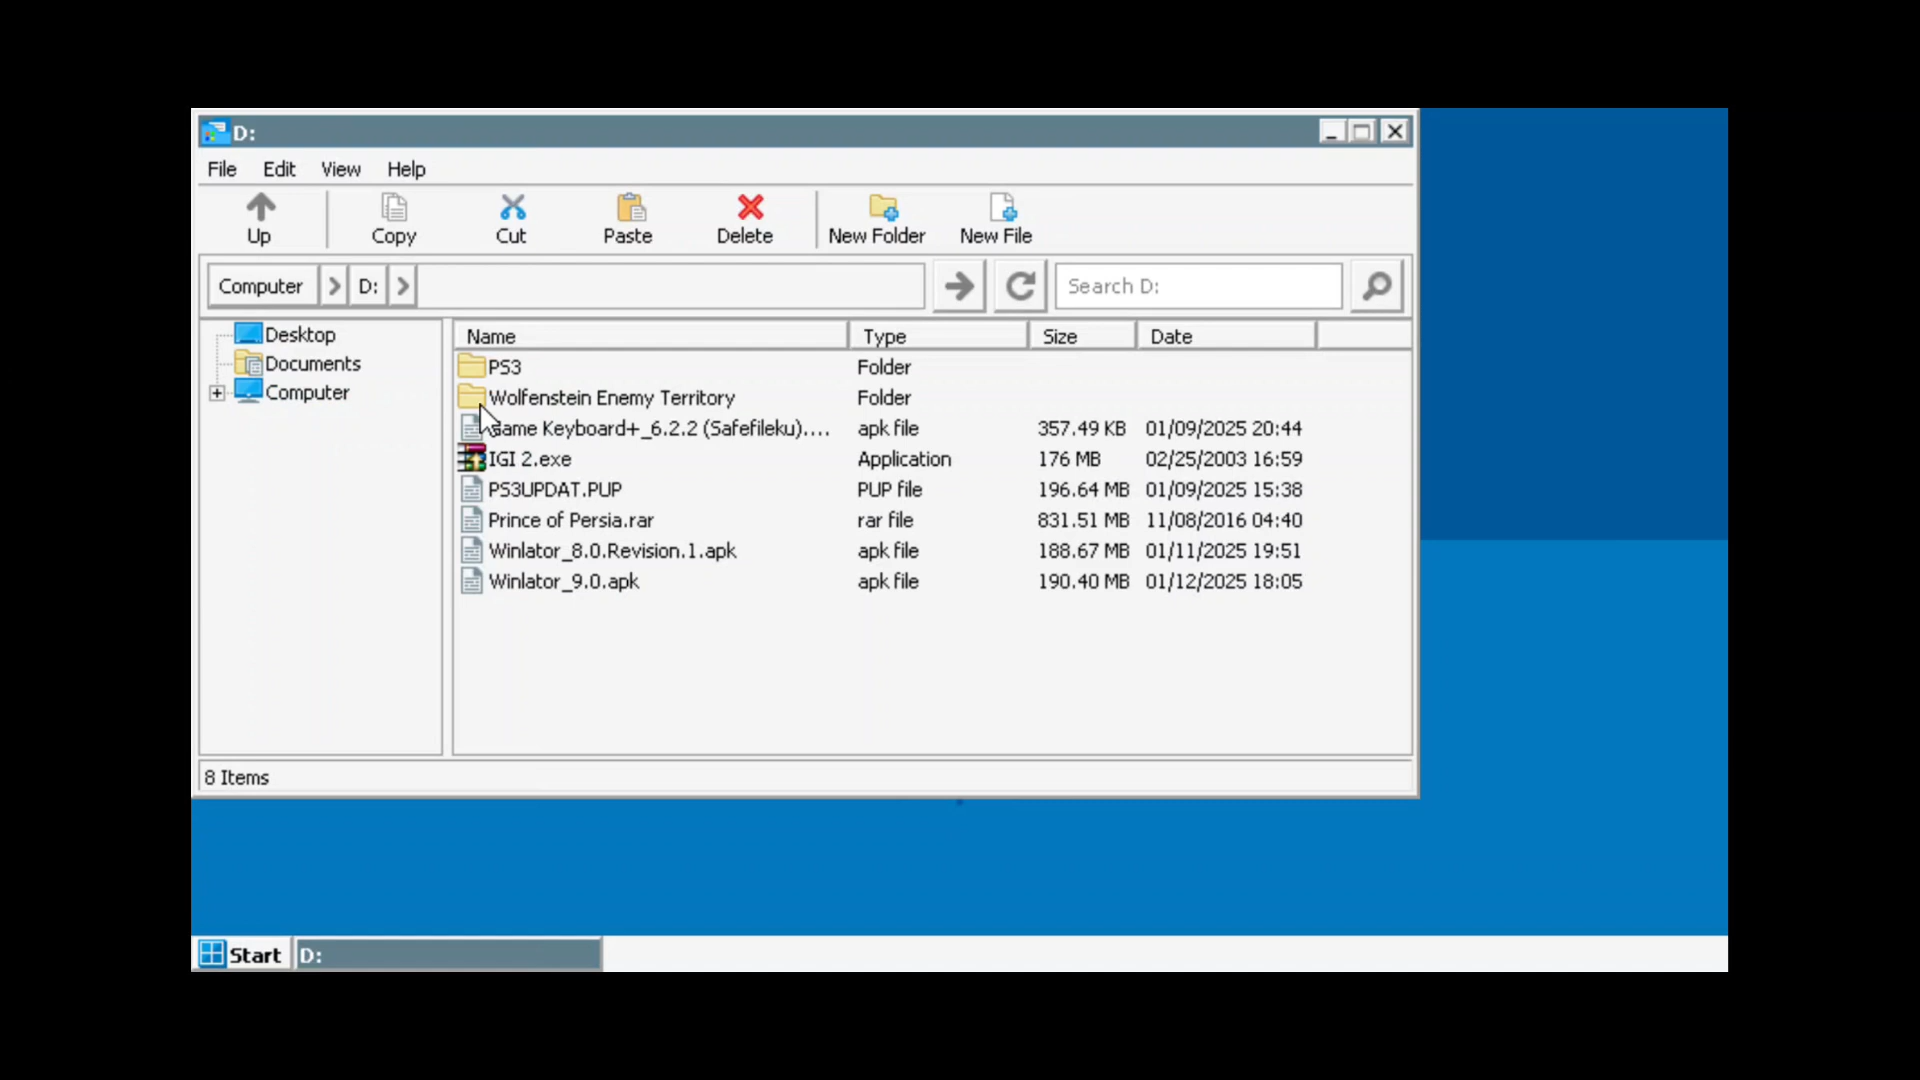 D:
File Edit View Help
Up Copy Cut Paste Delete New Folder New File
Computer D: Search D:
Desktop
Documents
Computer
Name Type Size Date
PS3 Folder
Wolfenstein Enemy Territory Folder
Game Keyboard+_6.2.2 (Safefileku).... apk file 357.49 KB 01/09/2025 20:44
IGI 2.exe Application 176 MB 02/25/2003 16:59
PS3UPDAT.PUP PUP file 196.64 MB 01/09/2025 15:38
Prince of Persia.rar rar file 831.51 MB 11/08/2016 04:40
Winlator_8.0.Revision.1.apk apk file 188.67 MB 01/11/2025 19:51
Winlator_9.0.apk apk file 190.40 MB 01/12/2025 18:05
8 Items
Start D: